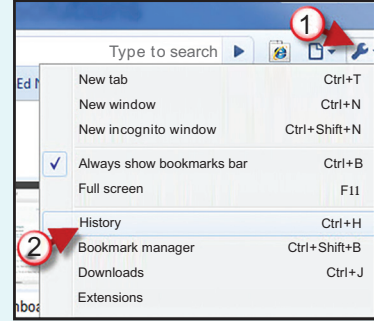 1
Type to search
Ed N
New tab Ctrl+T
New window Ctrl+N
New incognito window Ctrl+Shift+N
Always show bookmarks bar Ctrl+B
Full screen F11
History Ctrl+H
2
Bookmark manager Ctrl+Shift+B
Downloads Ctrl+J
Extensions
hboa